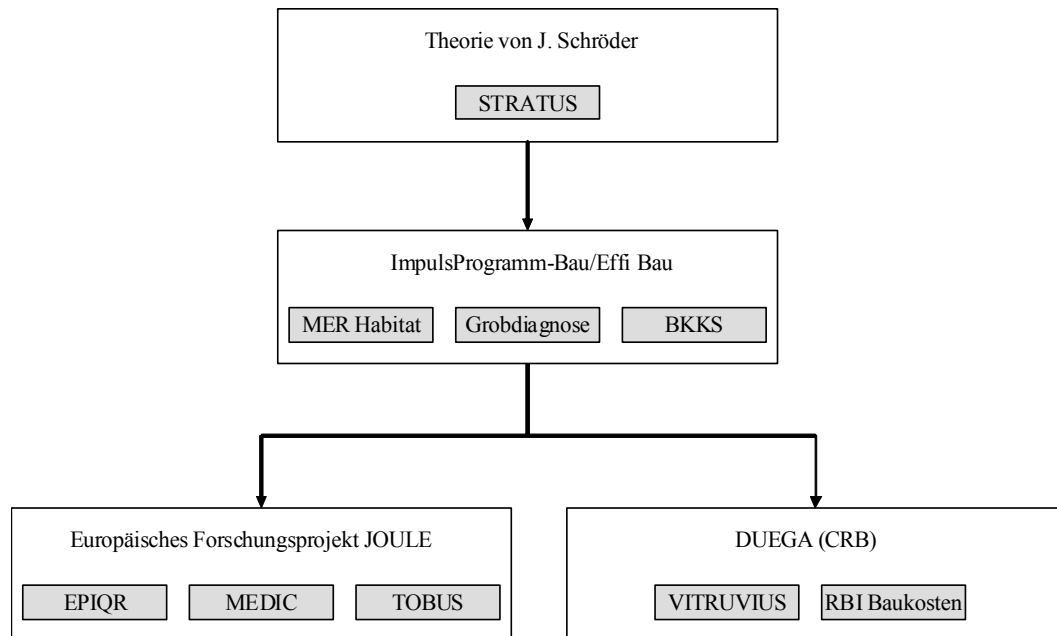 Theorie von J. Schröder
STRATUS
ImpulsProgramm-Bau/Effi Bau
MER Habitat
Grobdiagnose
BKKS
Europäisches Forschungsprojekt JOULE
EPIQR
MEDIC
TOBUS
DUEGA (CRB)
VITRUVIUS
RBI Baukosten